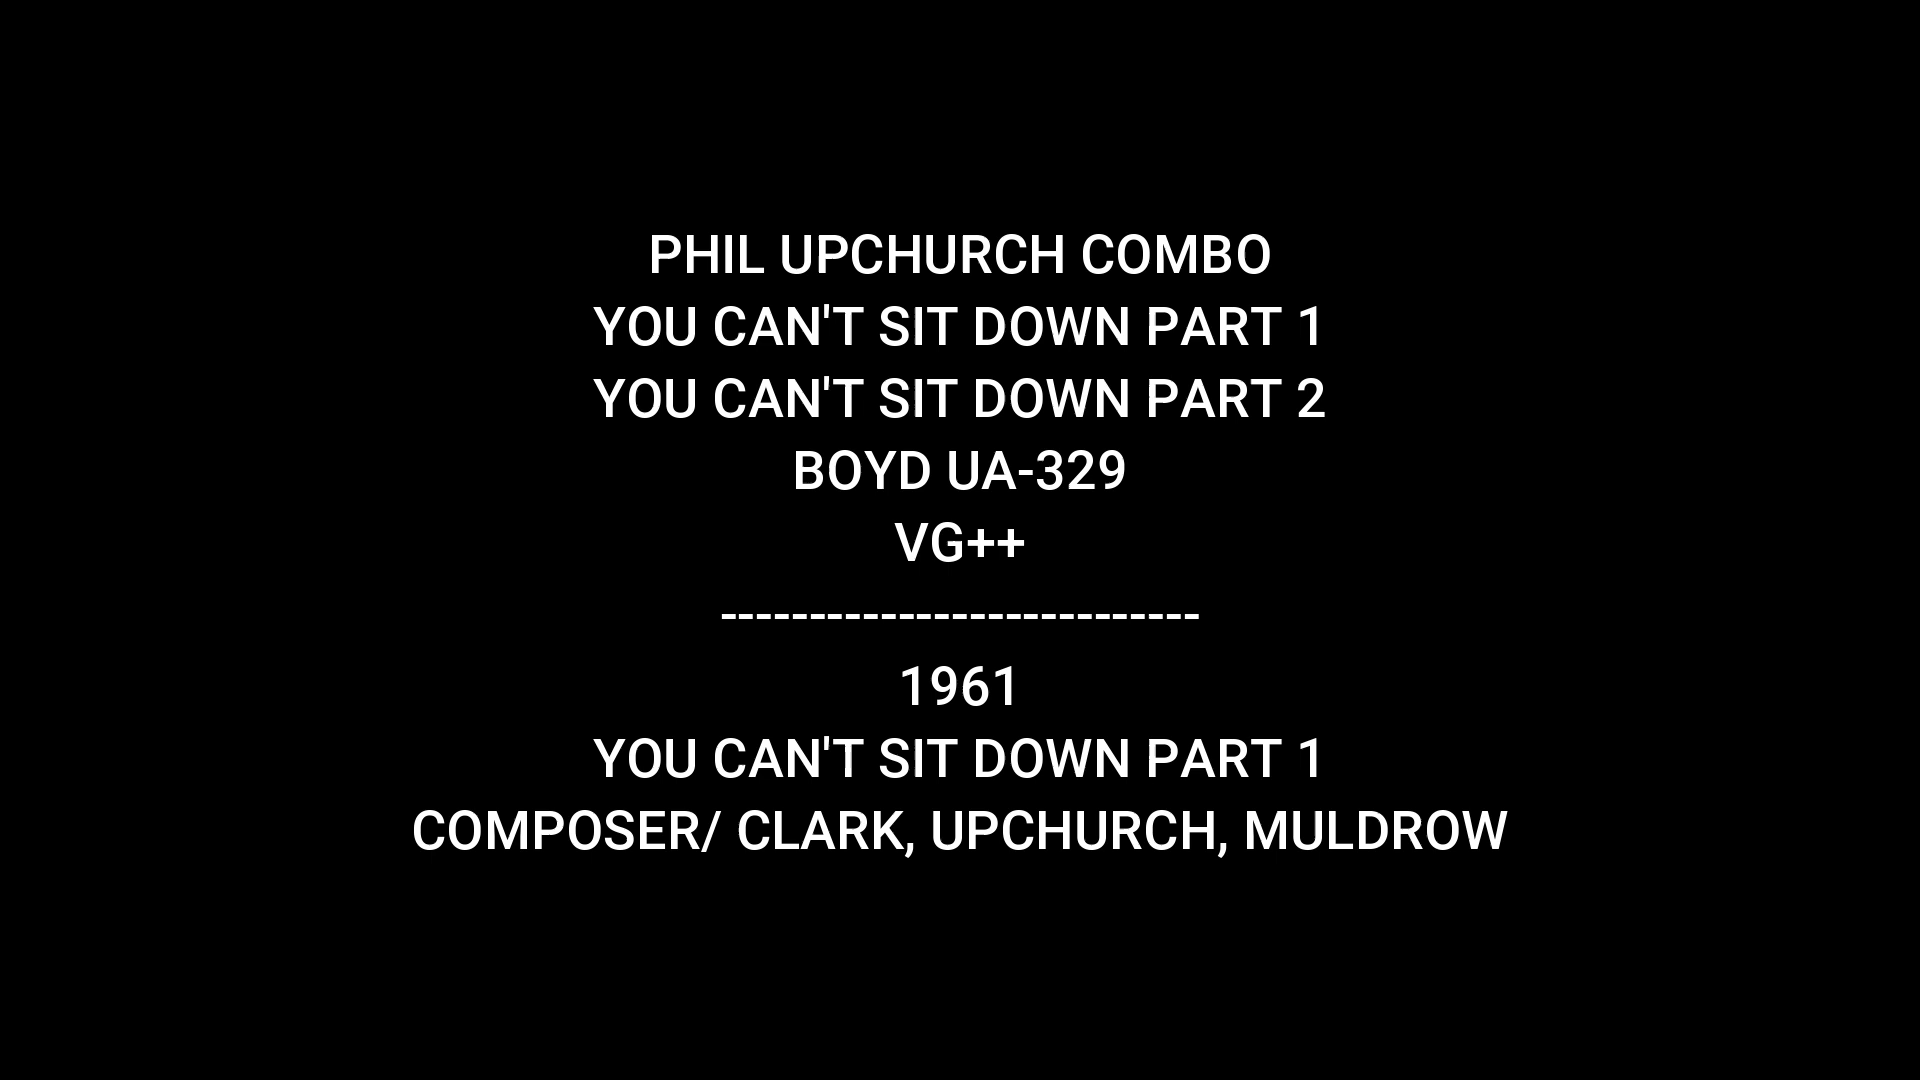 PHIL UPCHURCH COMBO
YOU CAN'T SIT DOWN PART 1
YOU CAN'T SIT DOWN PART 2
BOYD UA-329
VG++
---------------------------
1961
YOU CAN'T SIT DOWN PART 1
COMPOSER/ CLARK, UPCHURCH, MULDROW